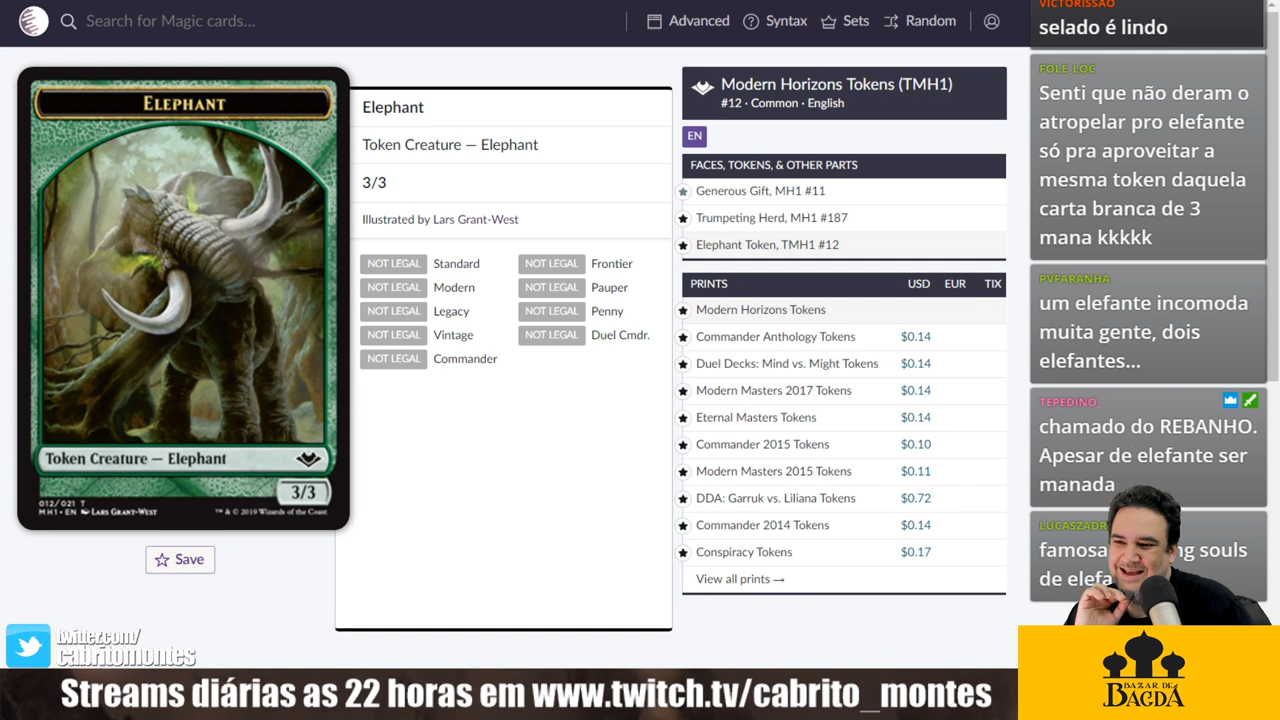 Search for Magic cards...
Advanced
Syntax
Sets
Random
ELEPHANT
Token Creature — Elephant
3/3
012/021 T
MH1 • EN LARS GRANT-WEST
™ & © 2019 Wizards of the Coast
Save
Elephant
Token Creature — Elephant
3/3
Illustrated by Lars Grant-West
NOT LEGAL Standard NOT LEGAL Frontier
NOT LEGAL Modern NOT LEGAL Pauper
NOT LEGAL Legacy NOT LEGAL Penny
NOT LEGAL Vintage NOT LEGAL Duel Cmdr.
NOT LEGAL Commander
Modern Horizons Tokens (TMH1)
#12 · Common · English
EN
FACES, TOKENS, & OTHER PARTS
Generous Gift, MH1 #11
Trumpeting Herd, MH1 #187
Elephant Token, TMH1 #12
PRINTS USD EUR TIX
Modern Horizons Tokens
Commander Anthology Tokens $0.14
Duel Decks: Mind vs. Might Tokens $0.14
Modern Masters 2017 Tokens $0.14
Eternal Masters Tokens $0.14
Commander 2015 Tokens $0.10
Modern Masters 2015 Tokens $0.11
DDA: Garruk vs. Liliana Tokens $0.72
Commander 2014 Tokens $0.14
Conspiracy Tokens $0.17
View all prints →
VICTORISSAO
selado é lindo
FOLE_LOC
Senti que não deram o
atropelar pro elefante
só pra aproveitar a
mesma token daquela
carta branca de 3
mana kkkkk
PVFARANHA
um elefante incomoda
muita gente, dois
elefantes...
TEPEDINO_
chamado do REBANHO.
Apesar de elefante ser
manada
famosa souls
de elefa
twitter.com/
cabritomontes
BAZAR DE
BAGDÁ
Streams diárias as 22 horas em www.twitch.tv/cabrito_montes